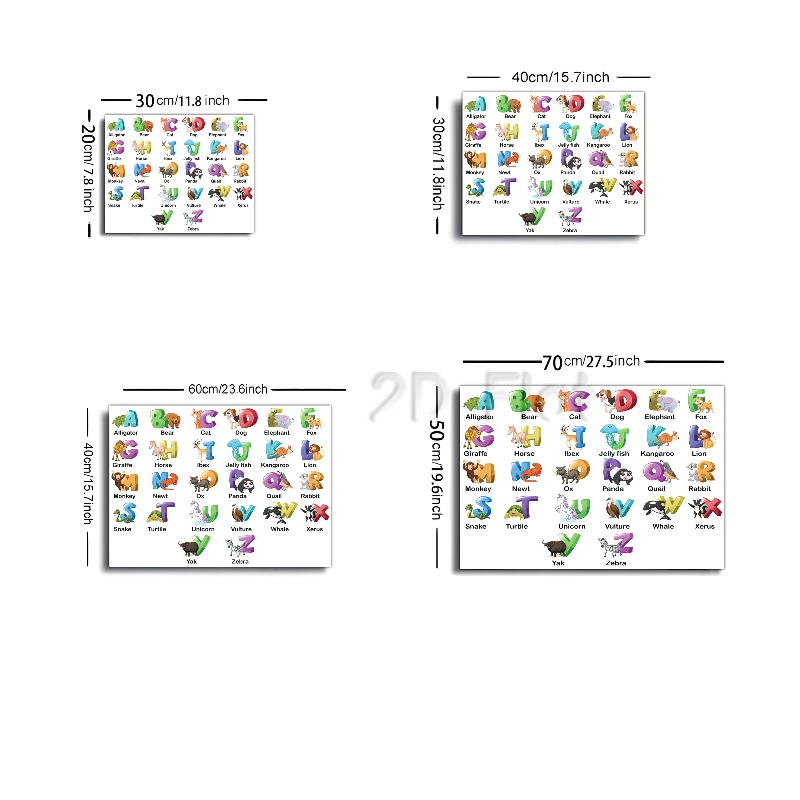 30cm/11.8 inch
20cm/ 7.8 inch
A B C D E F
Alligator Bear Cat Dog Elephant Fox
G H I J K L
Giraffe Horse Ibex Jelly fish Kangaroo Lion
M N O P Q R
Monkey Newt Ox Panda Quail Rabbit
S T U V W X
Snake Turtile Unicorn Vulture Whale Xerus
Y Z
Yak Zebra
40cm/15.7inch
30cm/11.8inch
A B C D E F
Alligator Bear Cat Dog Elephant Fox
G H I J K L
Giraffe Horse Ibex Jelly fish Kangaroo Lion
M N O P Q R
Monkey Newt Ox Panda Quail Rabbit
S T U V W X
Snake Turtile Unicorn Vulture Whale Xerus
Y Z
Yak Zebra
60cm/23.6inch
40cm/15.7inch
A B C D E F
Alligator Bear Cat Dog Elephant Fox
G H I J K L
Giraffe Horse Ibex Jelly fish Kangaroo Lion
M N O P Q R
Monkey Newt Ox Panda Quail Rabbit
S T U V W X
Snake Turtile Unicorn Vulture Whale Xerus
Y Z
Yak Zebra
70cm/27.5inch
50cm/19.6inch
A B C D E F
Alligator Bear Cat Dog Elephant Fox
G H I J K L
Giraffe Horse Ibex Jelly fish Kangaroo Lion
M N O P Q R
Monkey Newt Ox Panda Quail Rabbit
S T U V W X
Snake Turtile Unicorn Vulture Whale Xerus
Y Z
Yak Zebra
2D